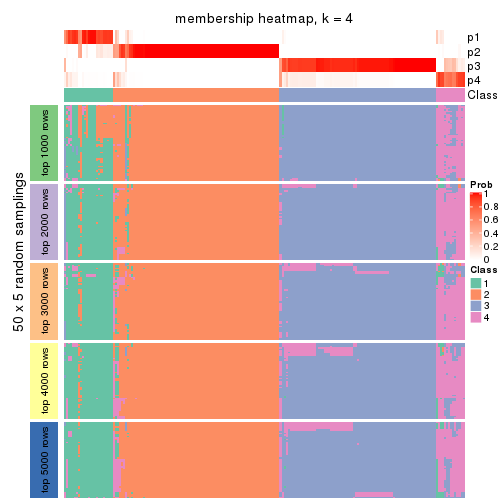 membership heatmap, k = 4
p1
p2
p3
p4
Class
50 x 5 random samplings
top 1000 rows
top 2000 rows
top 3000 rows
top 4000 rows
top 5000 rows
Prob
1
0.8
0.6
0.4
0.2
0
Class
1
2
3
4